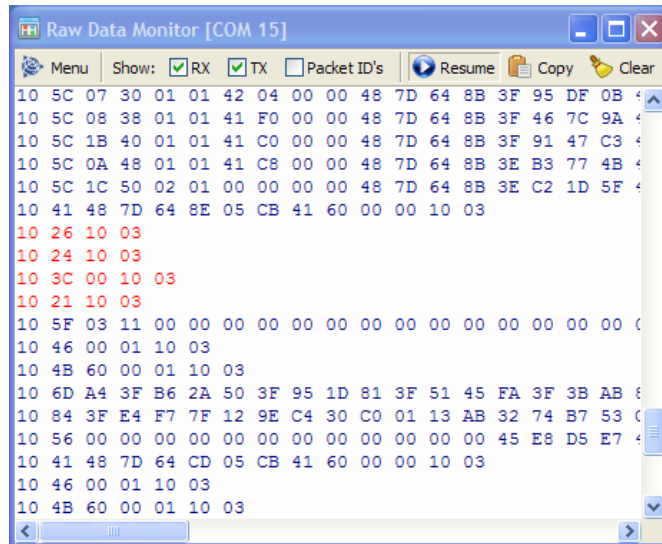 Raw Data Monitor [COM 15]
Menu Show: RX TX Packet ID's Resume Copy Clear
10 5C 07 30 01 01 42 04 00 00 48 7D 64 8B 3F 95 DF 0B
10 5C 08 38 01 01 41 F0 00 00 48 7D 64 8B 3F 46 7C 9A
10 5C 1B 40 01 01 41 C0 00 00 48 7D 64 8B 3F 91 47 C3
10 5C 0A 48 01 01 41 C8 00 00 48 7D 64 8B 3E B3 77 4B
10 5C 1C 50 02 01 00 00 00 00 48 7D 64 8B 3E C2 1D 5F
10 41 48 7D 64 8E 05 CB 41 60 00 00 10 03
10 26 10 03
10 24 10 03
10 3C 00 10 03
10 21 10 03
10 5F 03 11 00 00 00 00 00 00 00 00 00 00 00 00 00 00
10 46 00 01 10 03
10 4B 60 00 01 10 03
10 6D A4 3F B6 2A 50 3F 95 1D 81 3F 51 45 FA 3F 3B AB
10 84 3F E4 F7 7F 12 9E C4 30 C0 01 13 AB 32 74 B7 53
10 56 00 00 00 00 00 00 00 00 00 00 00 00 45 E8 D5 E7
10 41 48 7D 64 CD 05 CB 41 60 00 00 10 03
10 46 00 01 10 03
10 4B 60 00 01 10 03